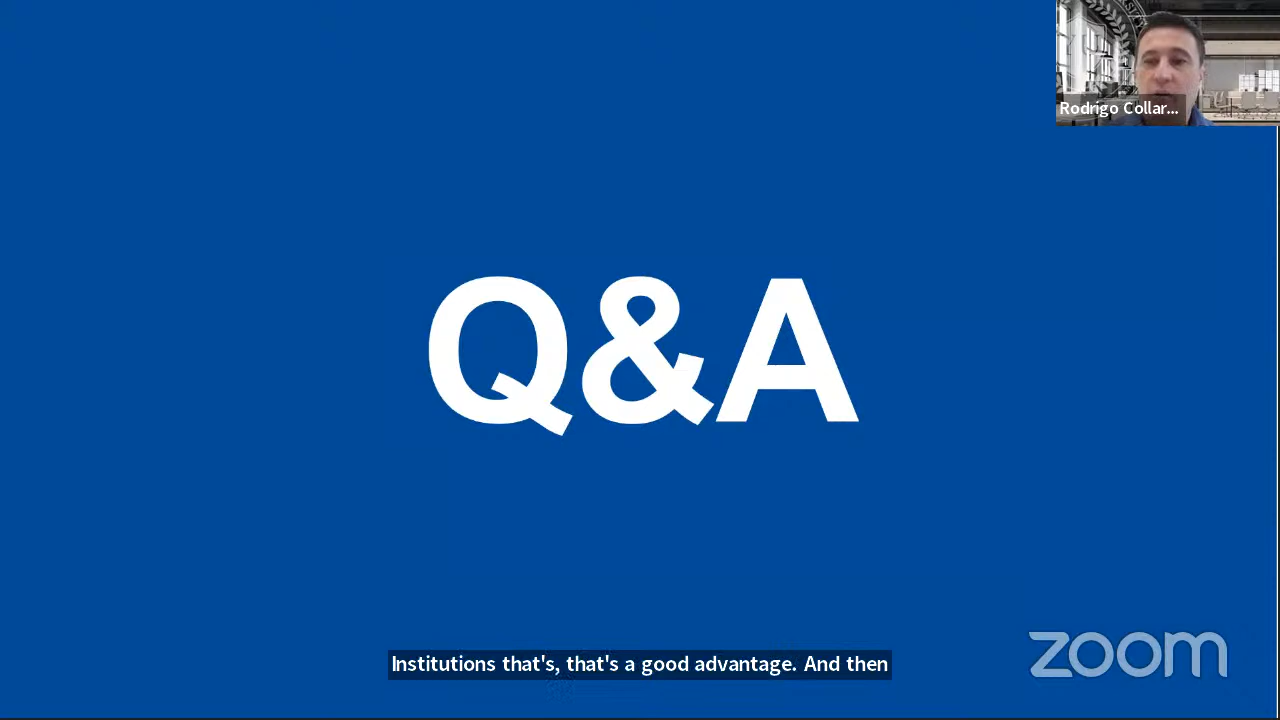 Rodrigo Collar...
Q&A
Institutions that's, that's a good advantage. And then
zoom